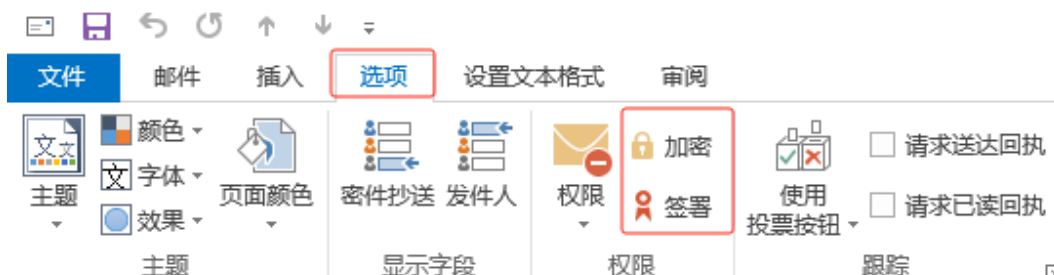 文件 邮件 插入 选项 设置文本格式 审阅
文文 主题
颜色
文 字体
效果
页面颜色
密件抄送 发件人
权限
加密
签署
使用
投票按钮
请求送达回执
请求已读回执
主题 显示字段 权限 跟踪